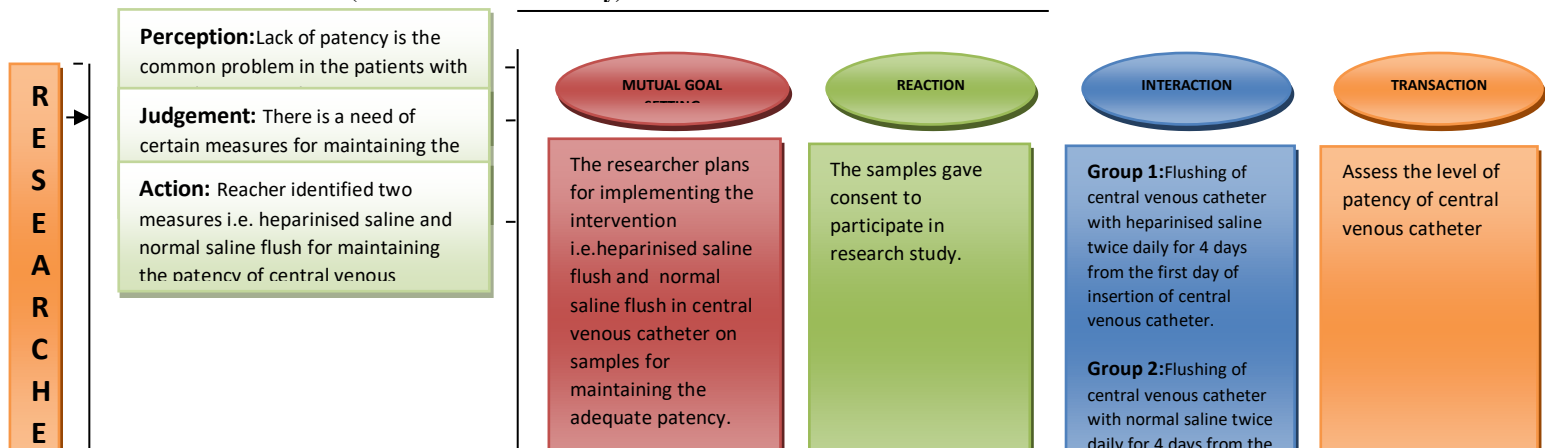 R
E
S
E
A
R
C
H
E
Perception:Lack of patency is the
common problem in the patients with
Judgement: There is a need of
certain measures for maintaining the
Action: Reacher identified two
measures i.e. heparinised saline and
normal saline flush for maintaining
the patency of central venous
MUTUAL GOAL
SETTING
The researcher plans
for implementing the
intervention
i.e.heparinised saline
flush and normal
saline flush in central
venous catheter on
samples for
maintaining the
adequate patency.
REACTION
The samples gave
consent to
participate in
research study.
INTERACTION
Group 1:Flushing of
central venous catheter
with heparinised saline
twice daily for 4 days
from the first day of
insertion of central
venous catheter.
Group 2:Flushing of
central venous catheter
with normal saline twice
daily for 4 days from the
TRANSACTION
Assess the level of
patency of central
venous catheter